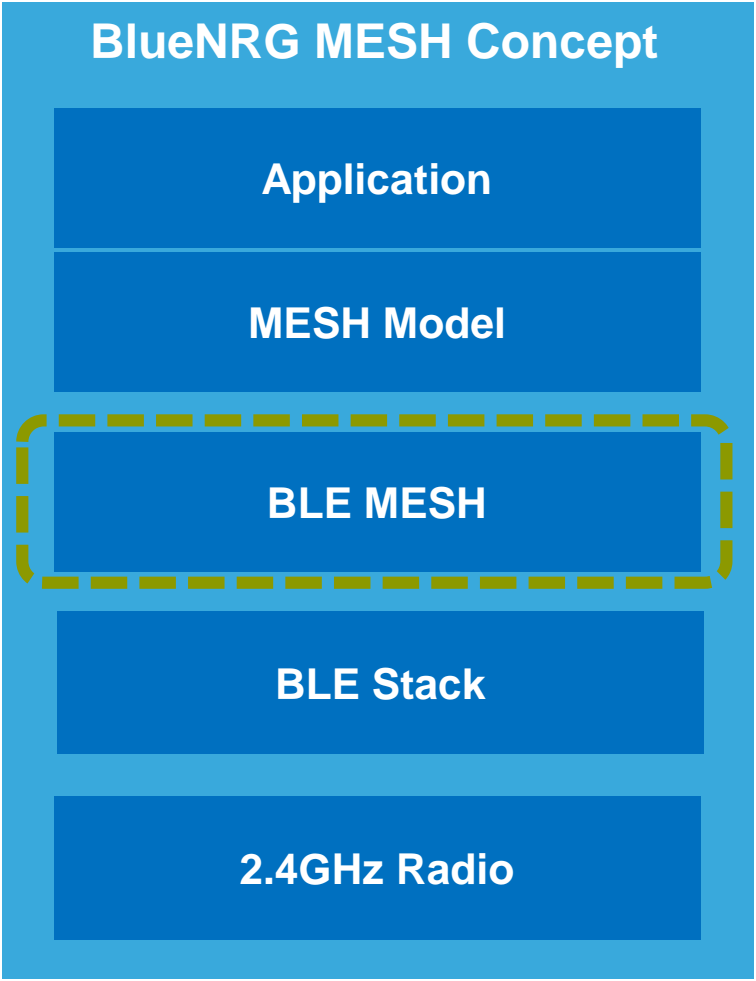 BlueNRG MESH Concept
Application
MESH Model
BLE MESH
BLE Stack
2.4GHz Radio